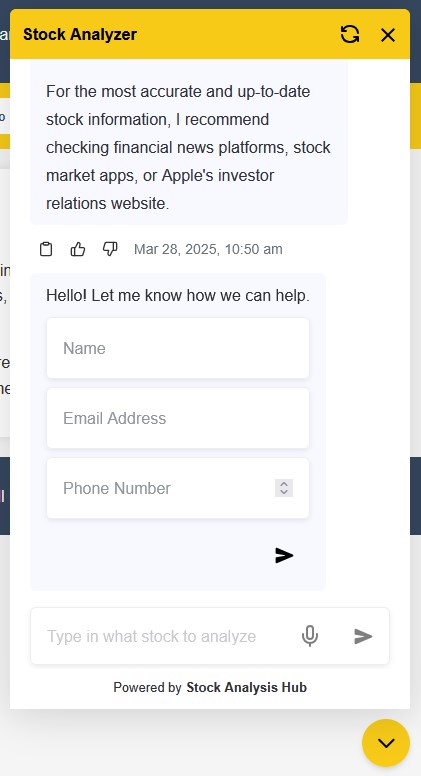 Stock Analyzer
For the most accurate and up-to-date
stock information, I recommend
checking financial news platforms, stock
market apps, or Apple's investor
relations website.
Mar 28, 2025, 10:50 am
Hello! Let me know how we can help.
Name
Email Address
Phone Number
Type in what stock to analyze
Powered by Stock Analysis Hub